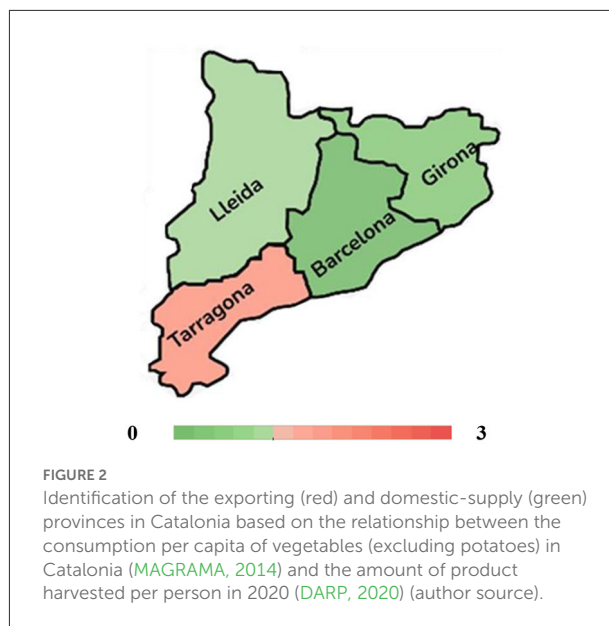 Lleida
Girona
Barcelona
Tarragona
0 3
FIGURE 2
Identification of the exporting (red) and domestic-supply (green)
provinces in Catalonia based on the relationship between the
consumption per capita of vegetables (excluding potatoes) in
Catalonia (MAGRAMA, 2014) and the amount of product
harvested per person in 2020 (DARP, 2020) (author source).